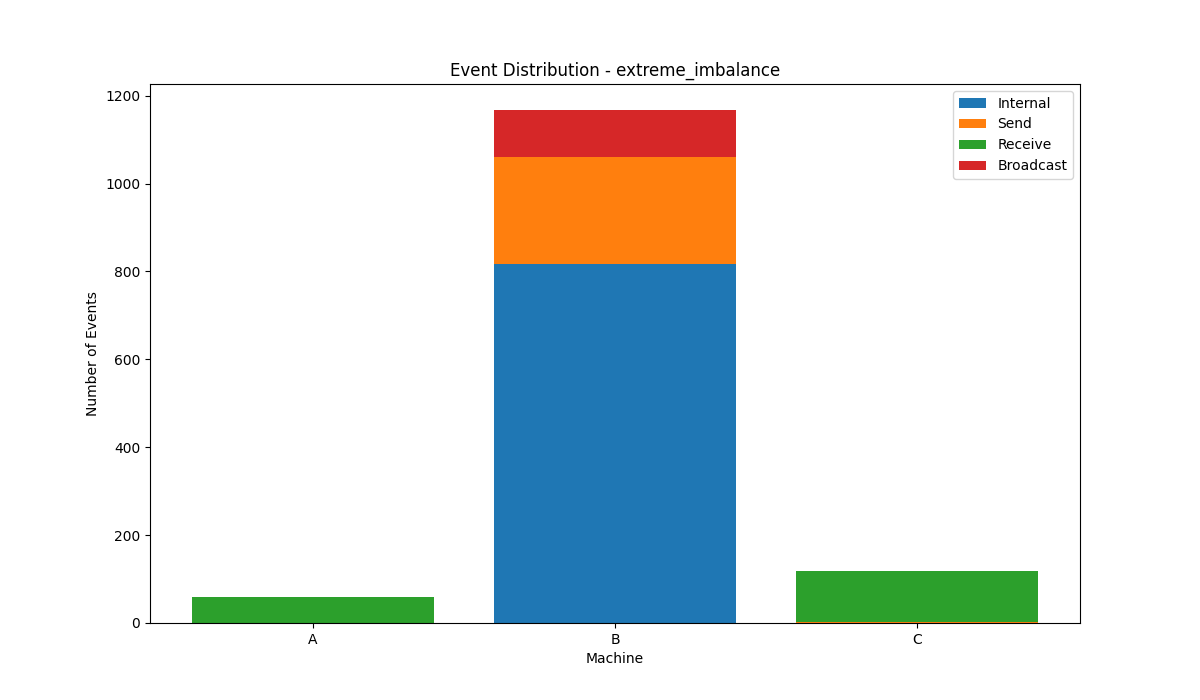 Event Distribution - extreme_imbalance
Internal
Send
Receive
Broadcast
Number of Events
1200
1000
800
600
400
200
0
A B C
Machine